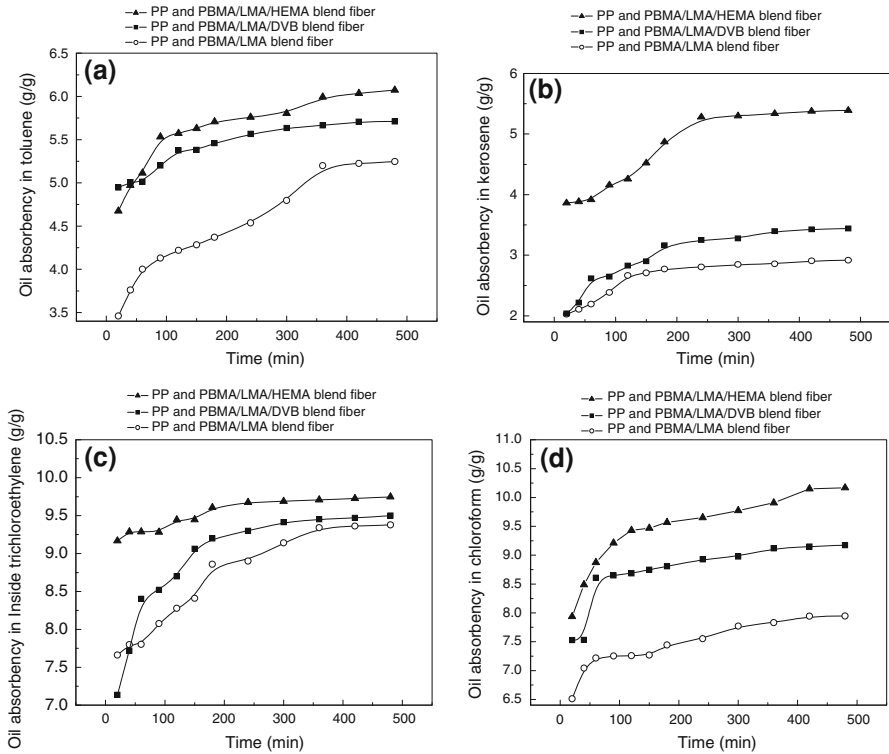 PP and PBMA/LMA/HEMA blend fiber
PP and PBMA/LMA/DVB blend fiber
PP and PBMA/LMA blend fiber
(a)
Oil absorbency in toluene (g/g)
6.5
6.0
5.5
5.0
4.5
4.0
3.5
0 100 200 300 400 500
Time (min)
PP and PBMA/LMA/HEMA blend fiber
PP and PBMA/LMA/DVB blend fiber
PP and PBMA/LMA blend fiber
(b)
Oil absorbency in kerosene (g/g)
6
5
4
3
2
0 100 200 300 400 500
Time (min)
PP and PBMA/LMA/HEMA blend fiber
PP and PBMA/LMA/DVB blend fiber
PP and PBMA/LMA blend fiber
(c)
Oil absorbency in Inside trichloroethylene (g/g)
10.5
10.0
9.5
9.0
8.5
8.0
7.5
7.0
0 100 200 300 400 500
Time (min)
PP and PBMA/LMA/HEMA blend fiber
PP and PBMA/LMA/DVB blend fiber
PP and PBMA/LMA blend fiber
(d)
Oil absorbency in chloroform (g/g)
11.0
10.5
10.0
9.5
9.0
8.5
8.0
7.5
7.0
6.5
0 100 200 300 400 500
Time (min)